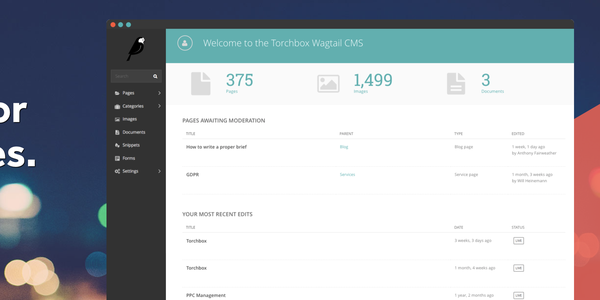 or
es.
Welcome to the Torchbox Wagtail CMS
Search
375
Pages
1,499
Images
3
Documents
Pages
Categories
Images
Documents
Snippets
Forms
Settings
PAGES AWAITING MODERATION
TITLE PARENT TYPE EDITED
How to write a proper brief Blog Blog page 1 week, 1 day ago
by Anthony Fairweather
GDPR Services Service page 1 month, 3 weeks ago
by Will Heinemann
YOUR MOST RECENT EDITS
TITLE DATE STATUS
Torchbox 3 weeks, 5 days ago LIVE
Torchbox 1 month, 4 weeks ago LIVE
PPC Management 1 year, 2 months ago LIVE